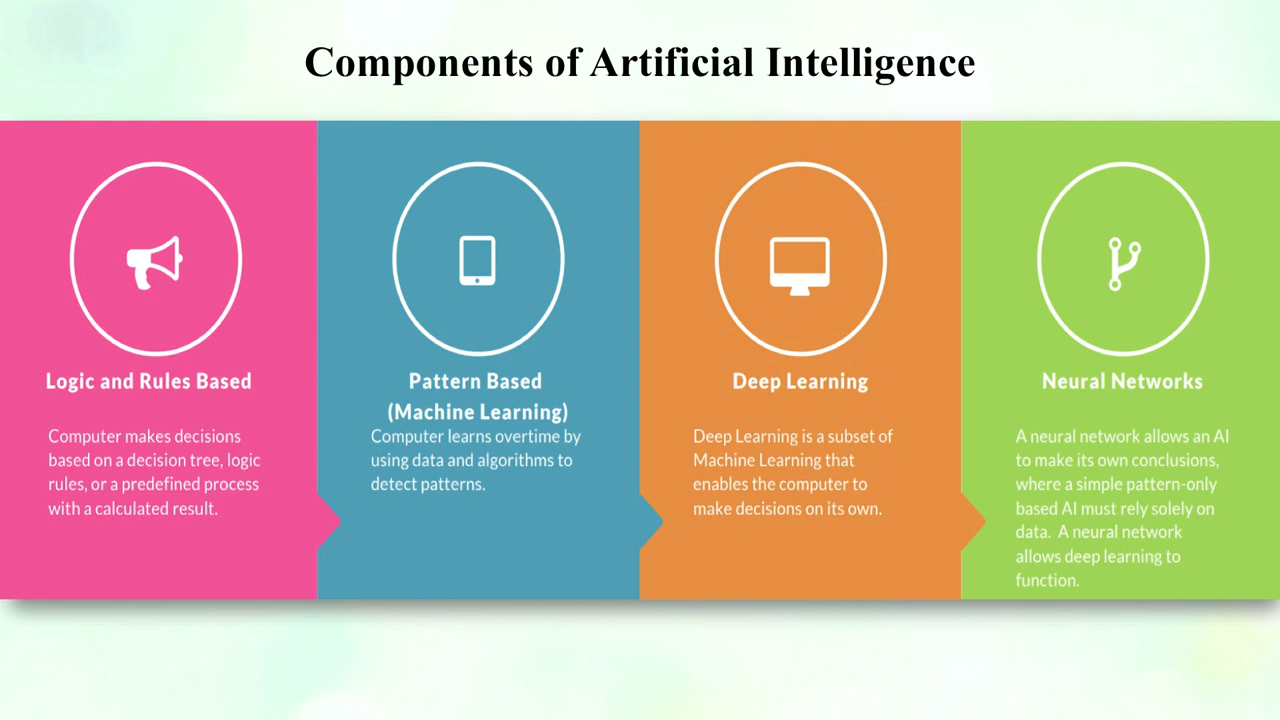 Components of Artificial Intelligence
Logic and Rules Based
Computer makes decisions
based on a decision tree, logic
rules, or a predefined process
with a calculated result.
Pattern Based
(Machine Learning)
Computer learns overtime by
using data and algorithms to
detect patterns.
Deep Learning
Deep Learning is a subset of
Machine Learning that
enables the computer to
make decisions on its own.
Neural Networks
A neural network allows an AI
to make its own conclusions,
where a simple pattern-only
based AI must rely solely on
data. A neural network
allows deep learning to
function.